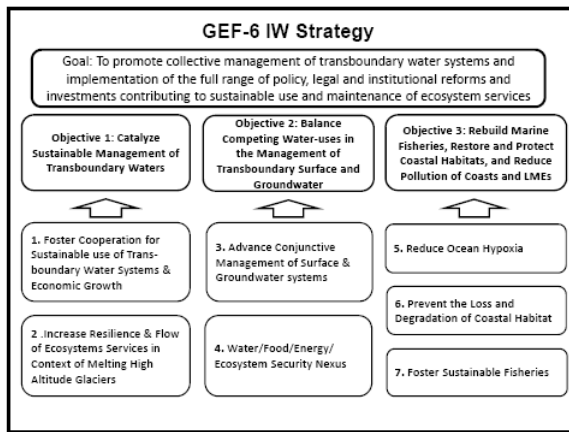 GEF-6 IW Strategy
Goal: To promote collective management of transboundary water systems and
implementation of the full range of policy, legal and institutional reforms and
investments contributing to sustainable use and maintenance of ecosystem services
Objective 1: Catalyze
Sustainable Management of
Transboundary Waters
Objective 2: Balance
Competing Water-uses in
the Management of
Transboundary Surface and
Groundwater
Objective 3: Rebuild Marine
Fisheries, Restore and Protect
Coastal Habitats, and Reduce
Pollution of Coasts and LMEs
1. Foster Cooperation for
Sustainable use of Trans-
boundary Water Systems &
Economic Growth
2 .Increase Resilience & Flow
of Ecosystems Services in
Context of Melting High
Altitude Glaciers
3. Advance Conjunctive
Management of Surface &
Groundwater systems
4. Water/Food/Energy/
Ecosystem Security Nexus
5. Reduce Ocean Hypoxia
6. Prevent the Loss and
Degradation of Coastal Habitat
7. Foster Sustainable Fisheries